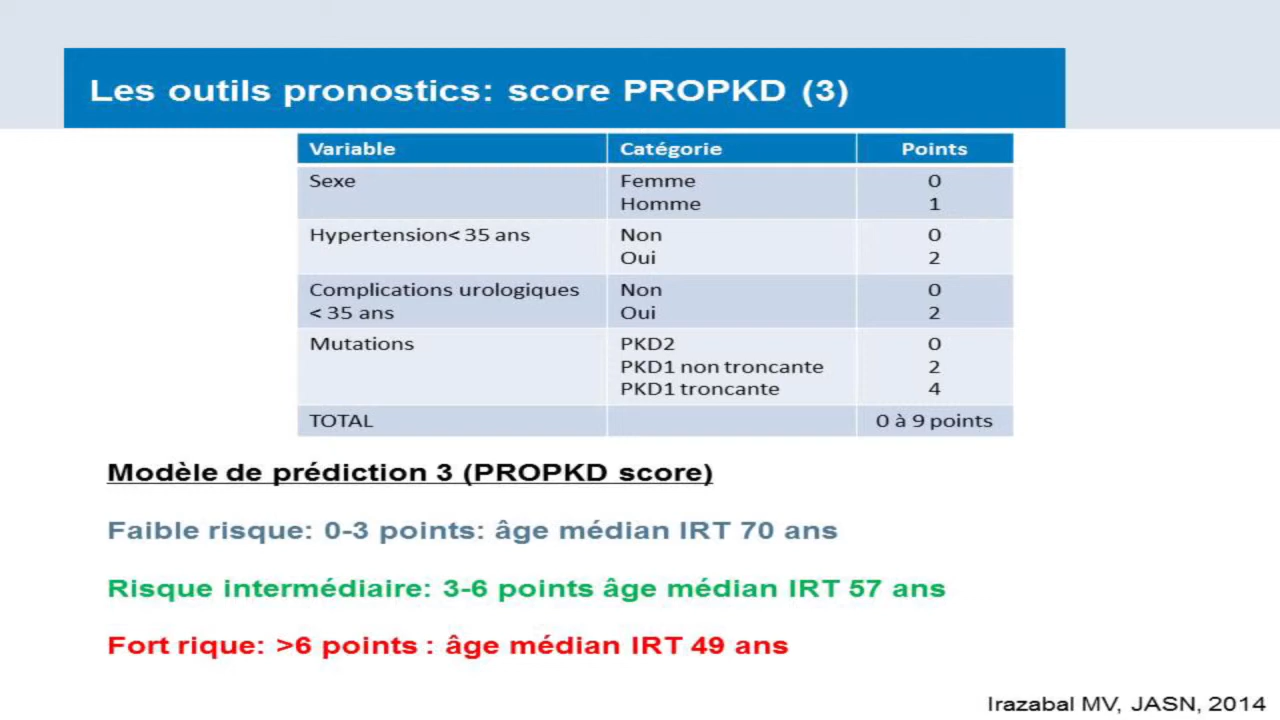 Les outils pronostics: score PROPKD (3)
Variable Catégorie Points
Sexe Femme 0
Homme 1
Hypertension< 35 ans Non 0
Oui 2
Complications urologiques Non 0
< 35 ans Oui 2
Mutations PKD2 0
PKD1 non troncante 2
PKD1 troncante 4
TOTAL 0 à 9 points
Modèle de prédiction 3 (PROPKD score)
Faible risque: 0-3 points: âge médian IRT 70 ans
Risque intermédiaire: 3-6 points âge médian IRT 57 ans
Fort rique: >6 points : âge médian IRT 49 ans
Irazabal MV, JASN, 2014